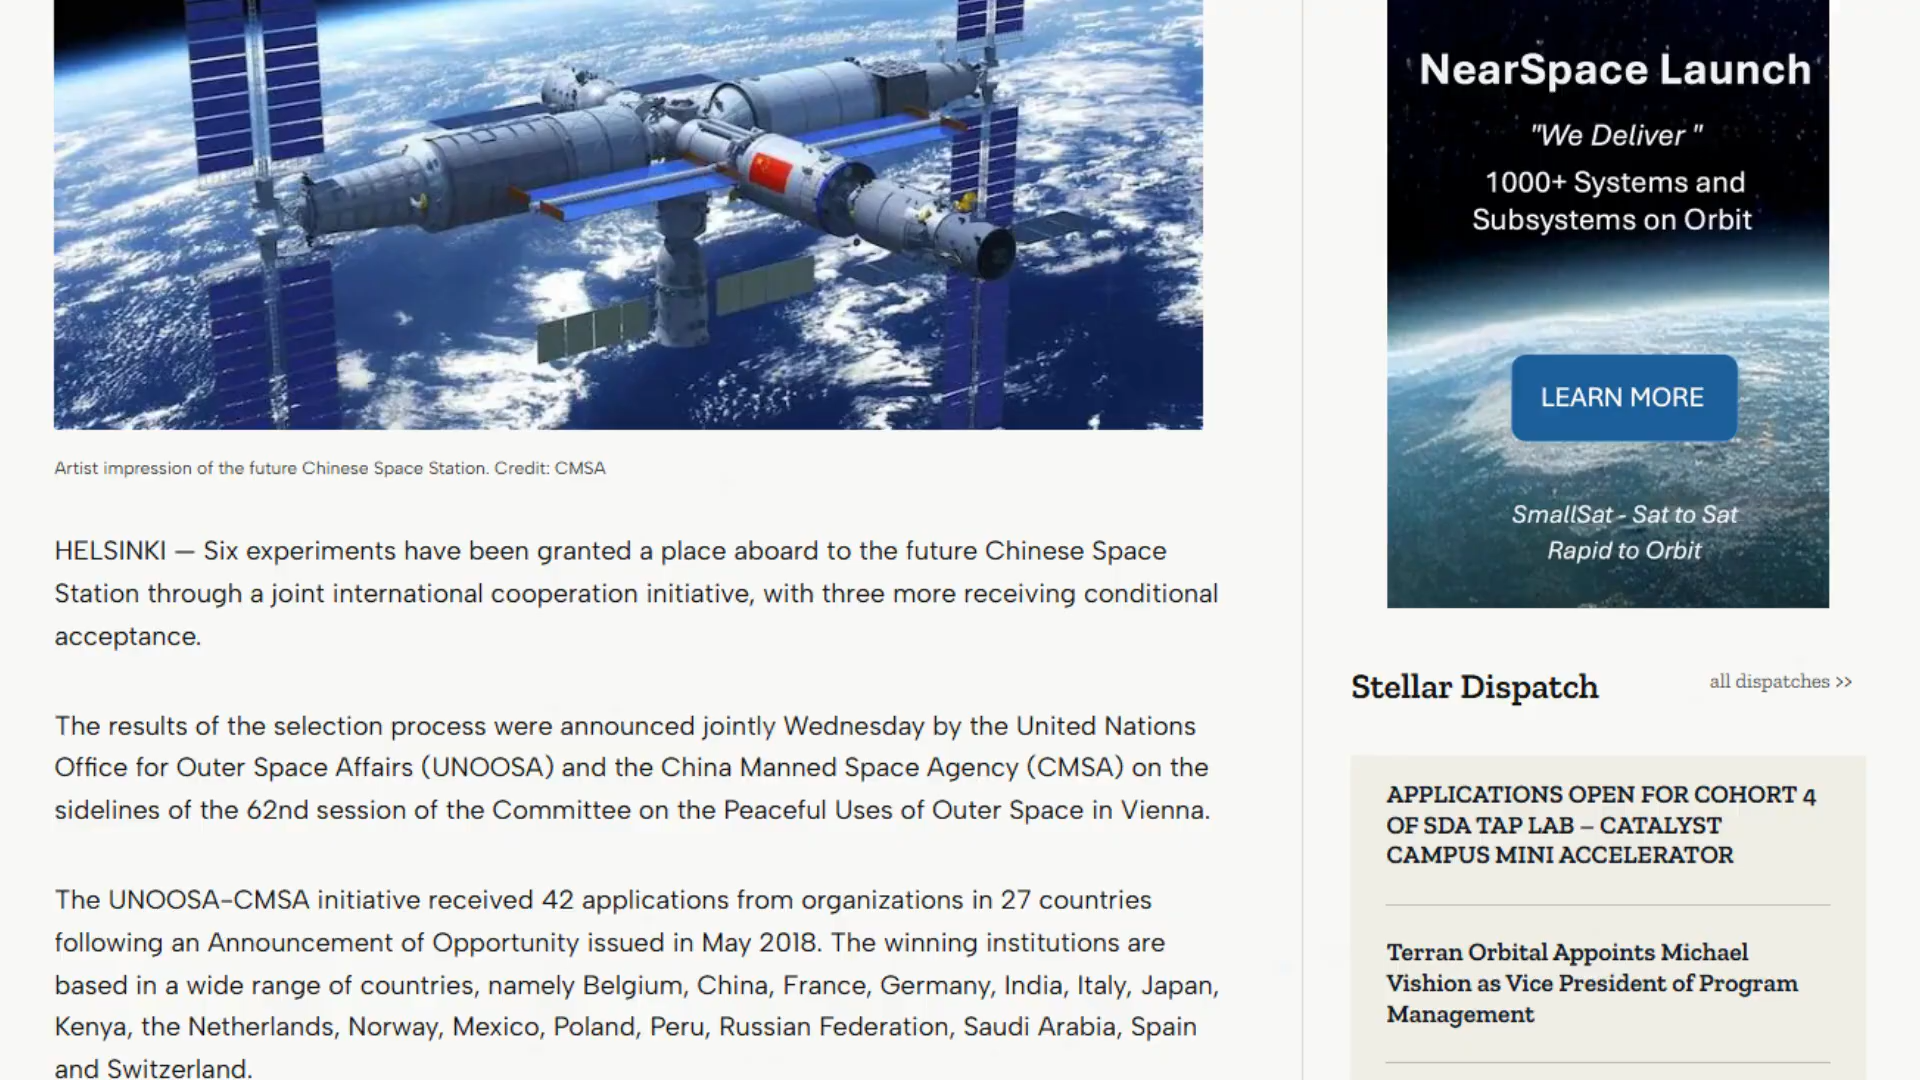 Artist impression of the future Chinese Space Station. Credit: CMSA
HELSINKI — Six experiments have been granted a place aboard to the future Chinese Space
Station through a joint international cooperation initiative, with three more receiving conditional
acceptance.
The results of the selection process were announced jointly Wednesday by the United Nations
Office for Outer Space Affairs (UNOOSA) and the China Manned Space Agency (CMSA) on the
sidelines of the 62nd session of the Committee on the Peaceful Uses of Outer Space in Vienna.
The UNOOSA-CMSA initiative received 42 applications from organizations in 27 countries
following an Announcement of Opportunity issued in May 2018. The winning institutions are
based in a wide range of countries, namely Belgium, China, France, Germany, India, Italy, Japan,
Kenya, the Netherlands, Norway, Mexico, Poland, Peru, Russian Federation, Saudi Arabia, Spain
and Switzerland.
NearSpace Launch
"We Deliver "
1000+ Systems and
Subsystems on Orbit
LEARN MORE
SmallSat - Sat to Sat
Rapid to Orbit
Stellar Dispatch
all dispatches >>
APPLICATIONS OPEN FOR COHORT 4
OF SDA TAP LAB – CATALYST
CAMPUS MINI ACCELERATOR
Terran Orbital Appoints Michael
Vishion as Vice President of Program
Management